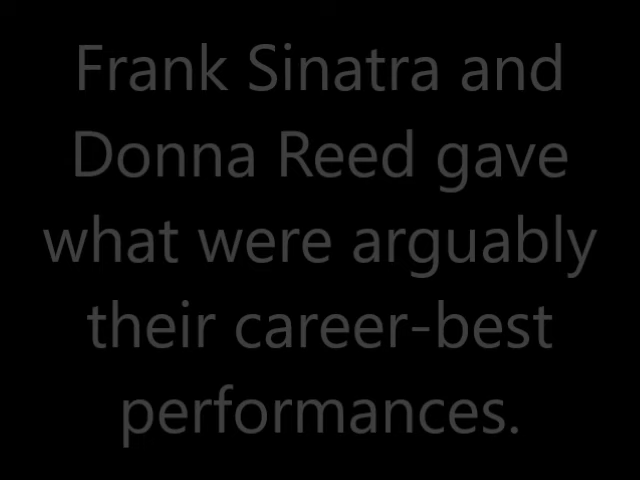 Frank Sinatra and
Donna Reed gave
what were arguably
their career-best
performances.